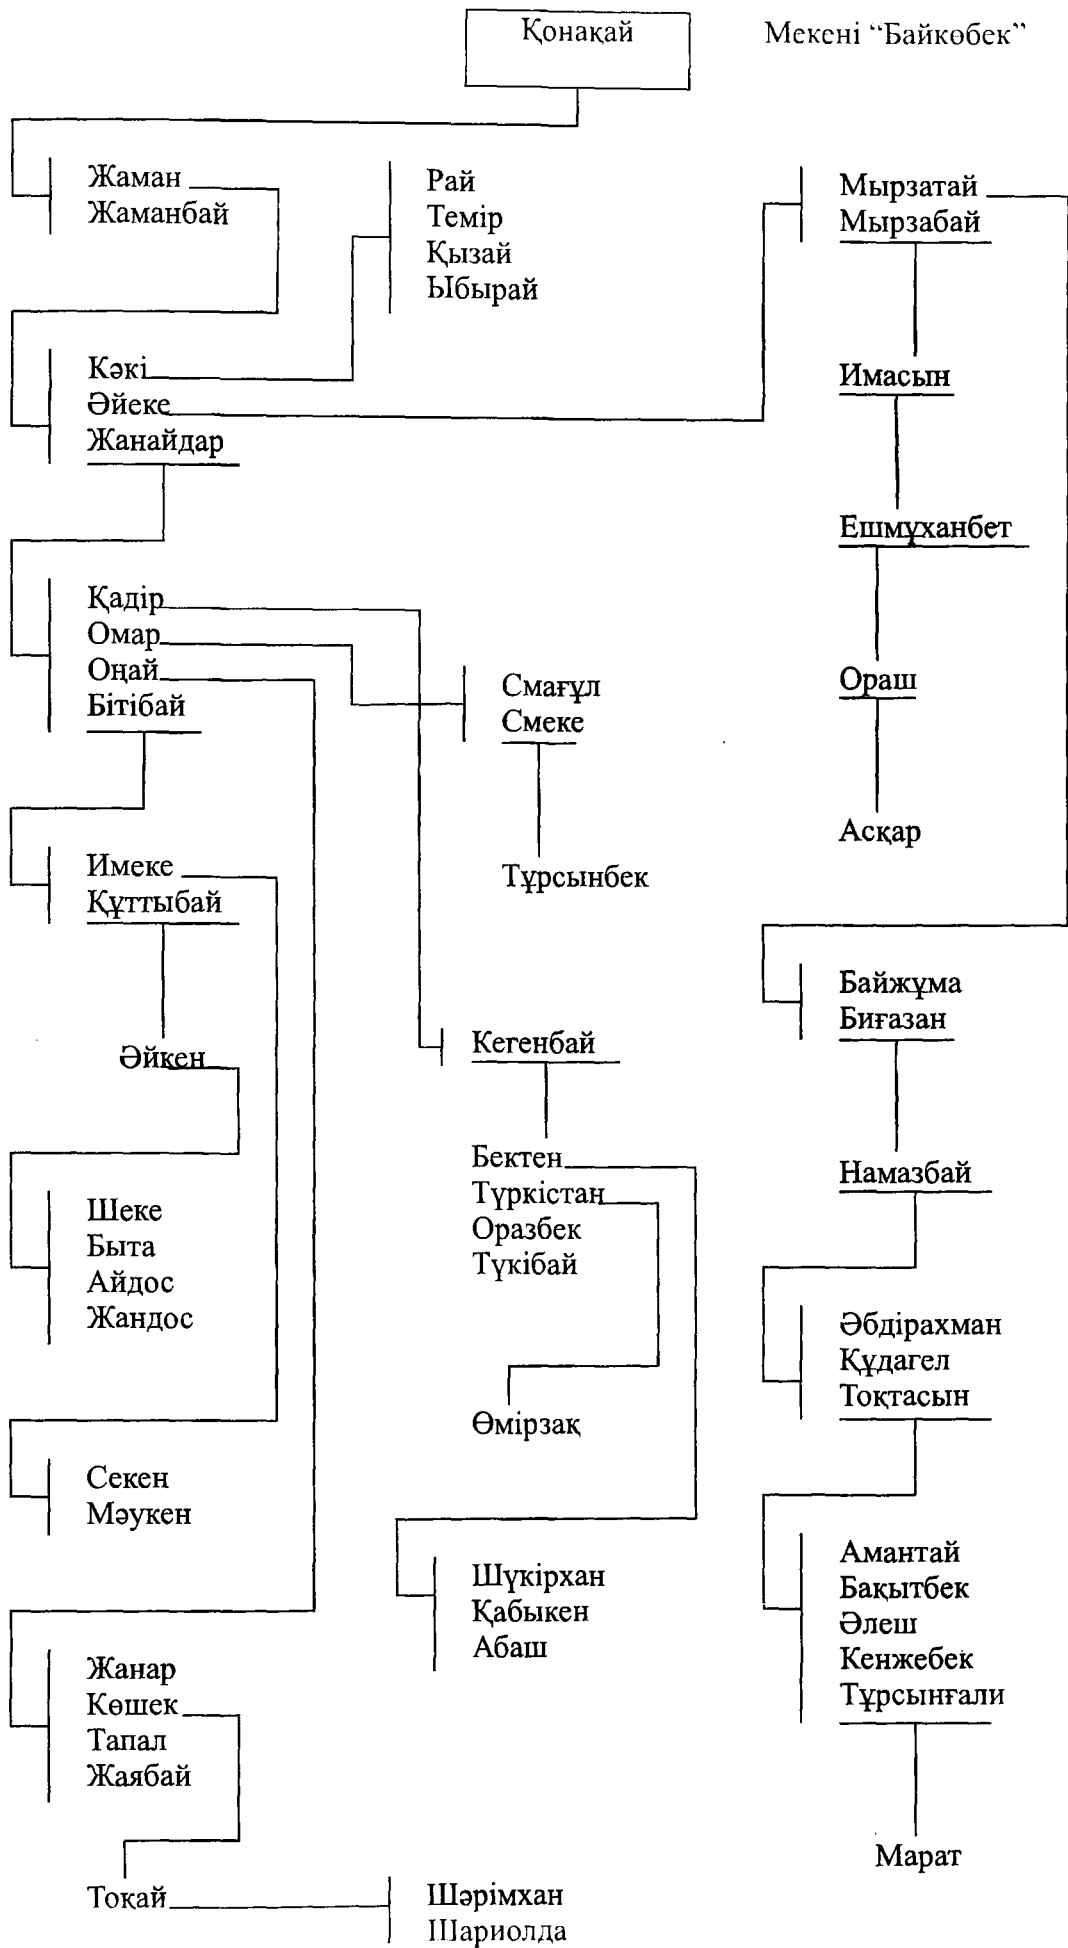 Қонақай
Мекені “Байкөбек”
Жаман
Жаманбай
Рай
Темір
Қызай
Ыбырай
Мырзатай
Мырзабай
Кәкі
Әйеке
Жанайдар
Имасын
Ешмұханбет
Қадір
Омар
Оңай
Бітібай
Смағұл
Смеке
Ораш
Асқар
Имеке
Құттыбай
Тұрсынбек
Байжұма
Биғазан
Әйкен
Кегенбай
Бектен
Түркістан
Оразбек
Түкібай
Намазбай
Шеке
Быта
Айдос
Жандос
Әбдірахман
Құдагел
Тоқтасын
Өмірзақ
Секен
Мәукен
Шүкірхан
Қабыкен
Абаш
Амантай
Бақытбек
Әлеш
Кенжебек
Тұрсынғали
Жанар
Көшек
Тапал
Жаябай
Марат
Тоқай
Шәрімхан
Шариолда